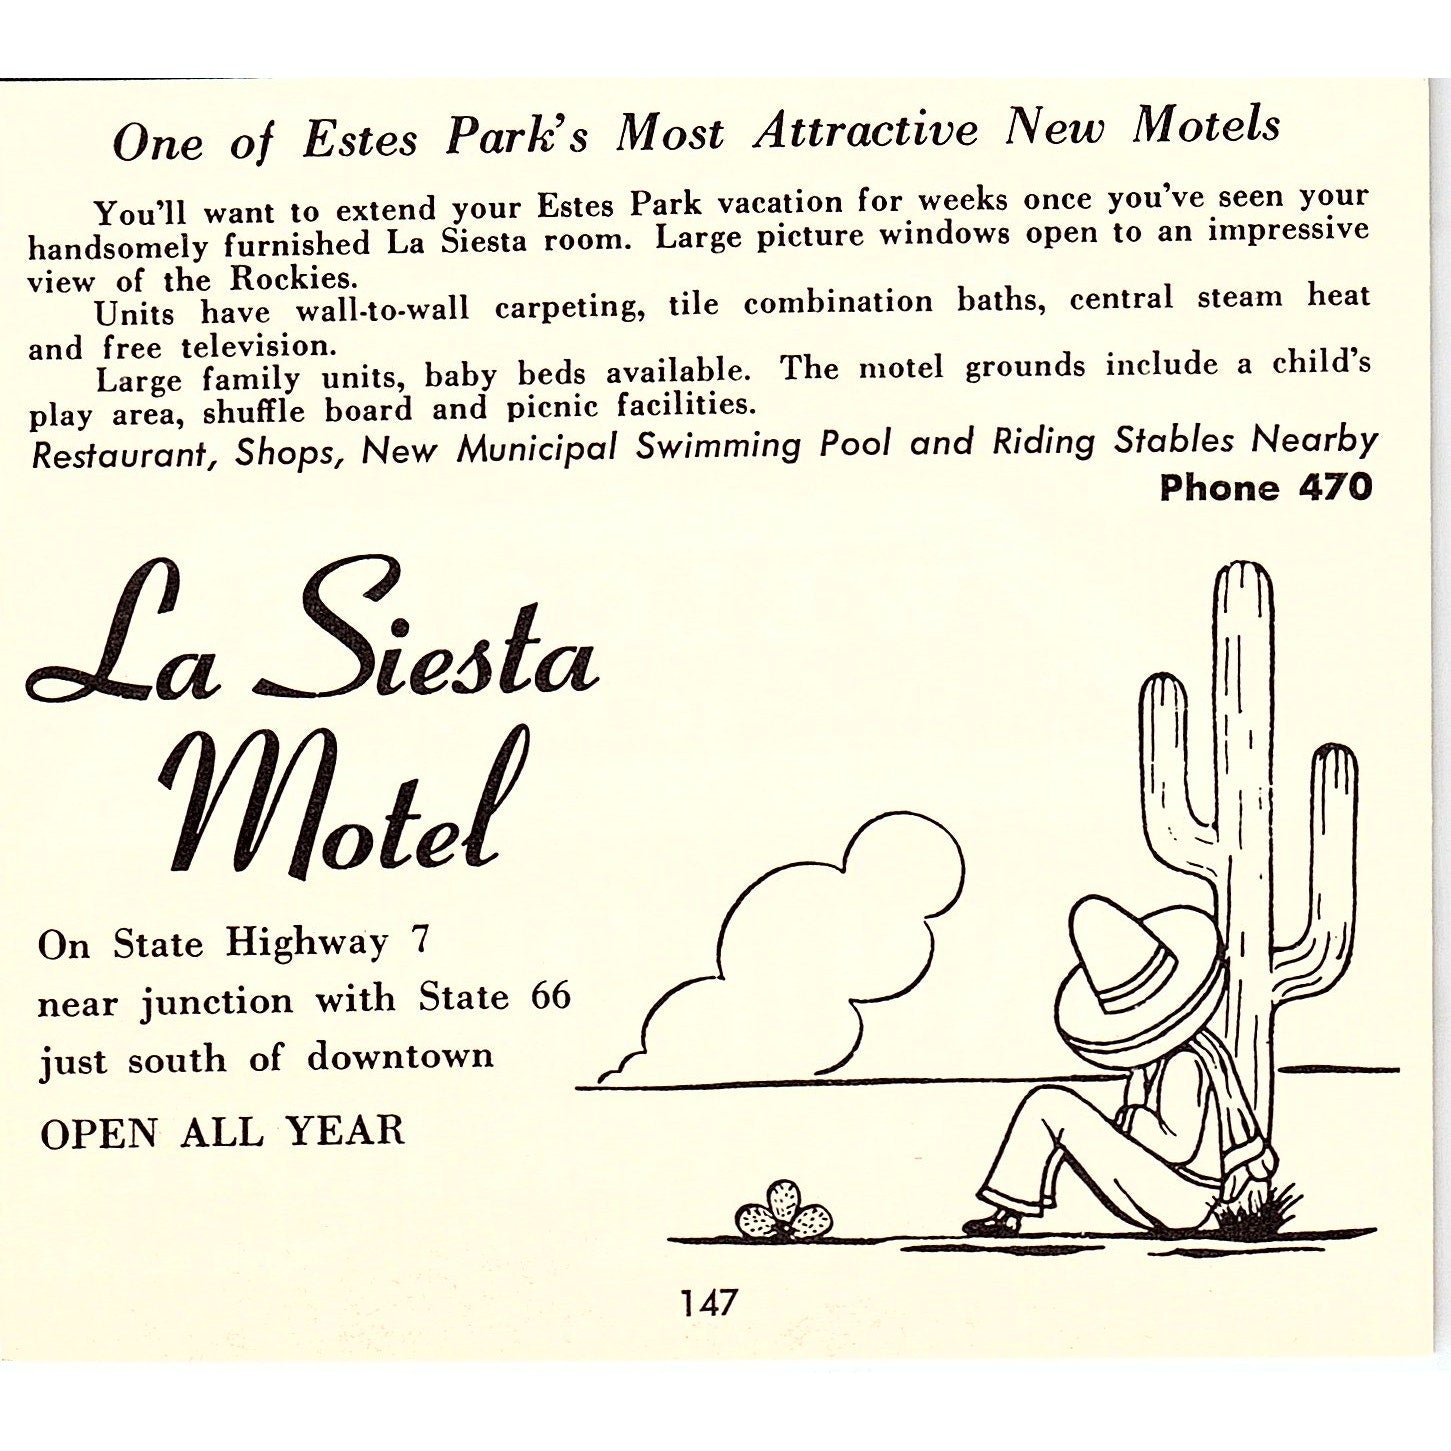 One of Estes Park's Most Attractive New Motels
You'll want to extend your Estes Park vacation for weeks once you've seen your
handsomely furnished La Siesta room. Large picture windows open to an impressive
view of the Rockies.
Units have wall-to-wall carpeting, tile combination baths, central steam heat
and free television.
Large family units, baby beds available. The motel grounds include a child's
play area, shuffle board and picnic facilities.
Restaurant, Shops, New Municipal Swimming Pool and Riding Stables Nearby
Phone 470
La Siesta
Motel
On State Highway 7
near junction with State 66
just south of downtown
OPEN ALL YEAR
147